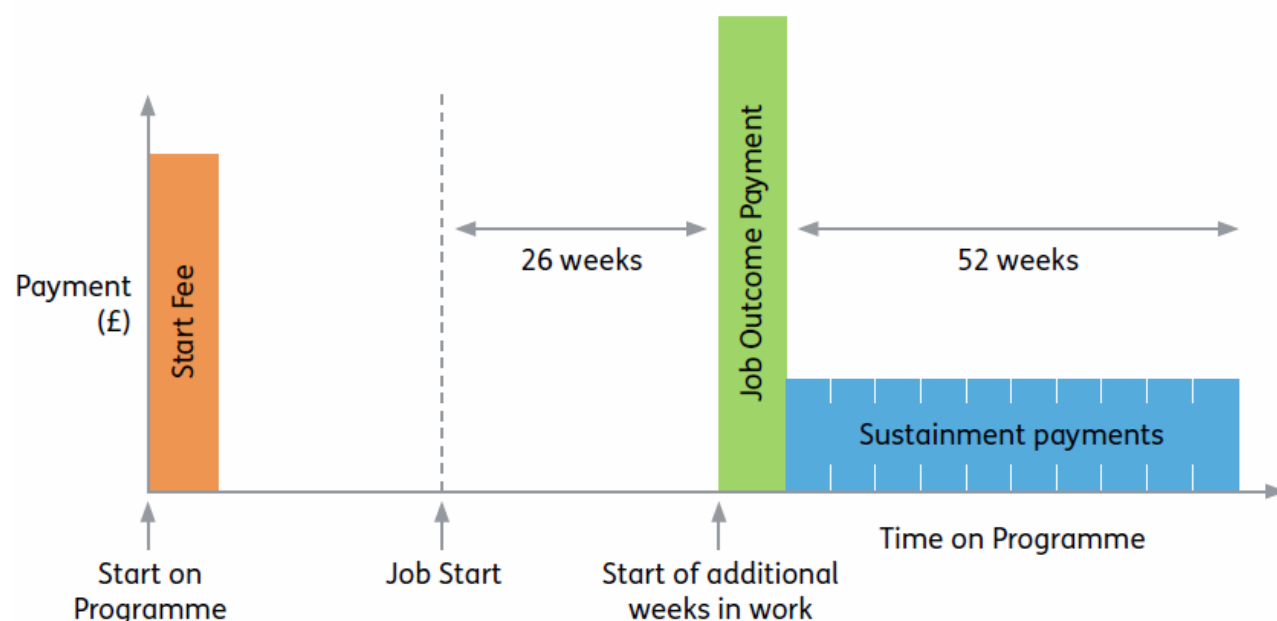 Payment
(£)
Start Fee
26 weeks
Job Outcome Payment
52 weeks
Sustainment payments
Time on Programme
Start on
Programme
Job Start
Start of additional
weeks in work